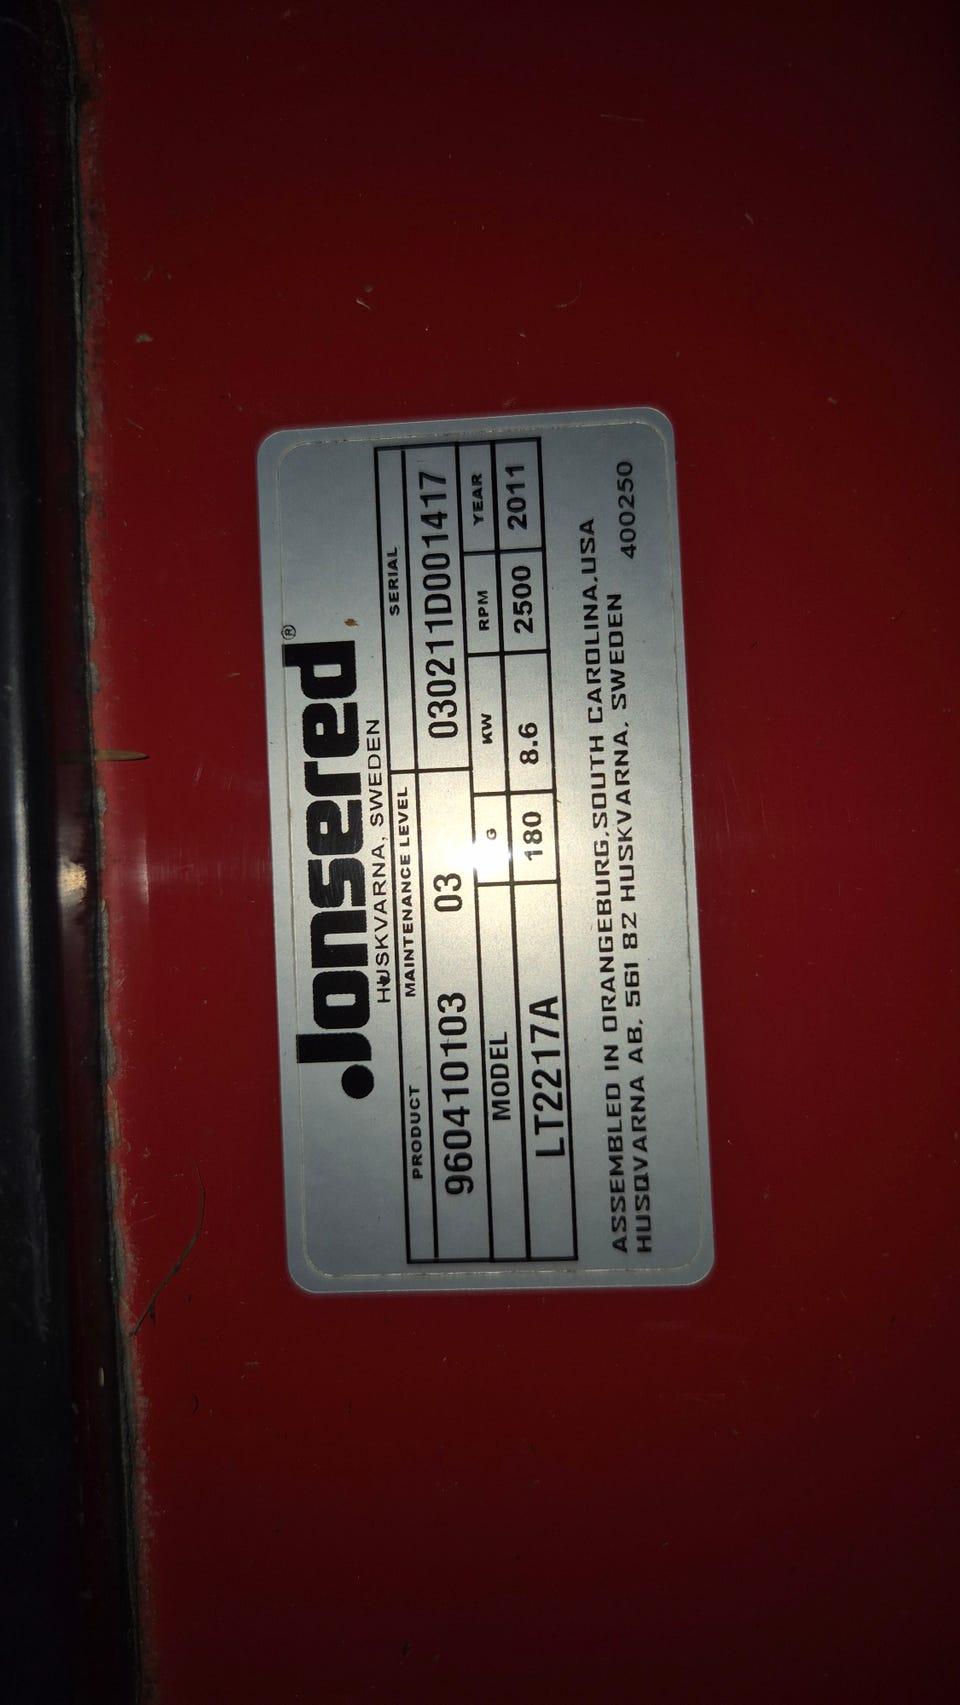 Jonsered®
HUSKVARNA, SWEDEN
PRODUCT MAINTENANCE LEVEL SERIAL
960410103 03 030211D001417
MODEL G KW RPM YEAR
LT2217A 180 8.6 2500 2011
ASSEMBLED IN ORANGEBURG,SOUTH CAROLINA,USA
HUSQVARNA AB, 561 82 HUSKVARNA, SWEDEN 400250